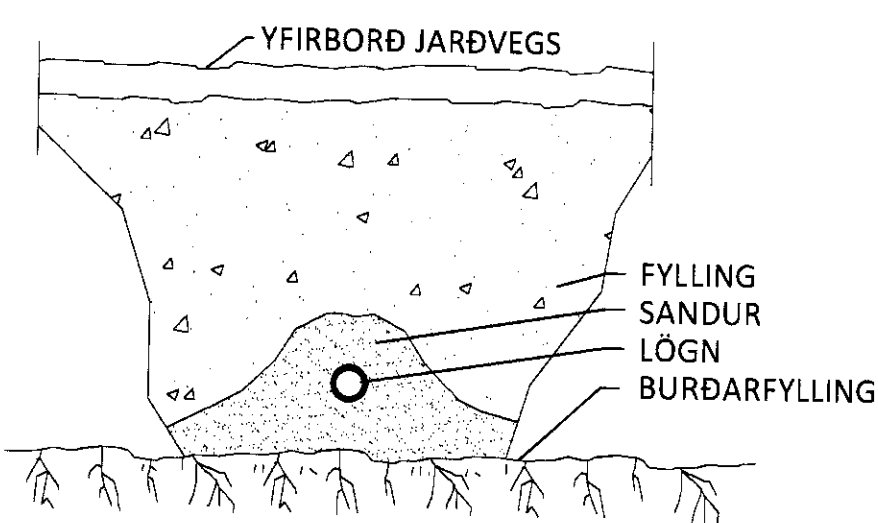 YFIRBORÐ JARÐVEGS
FYLLING
SANDUR
LÖGN
BURÐARFYLLING